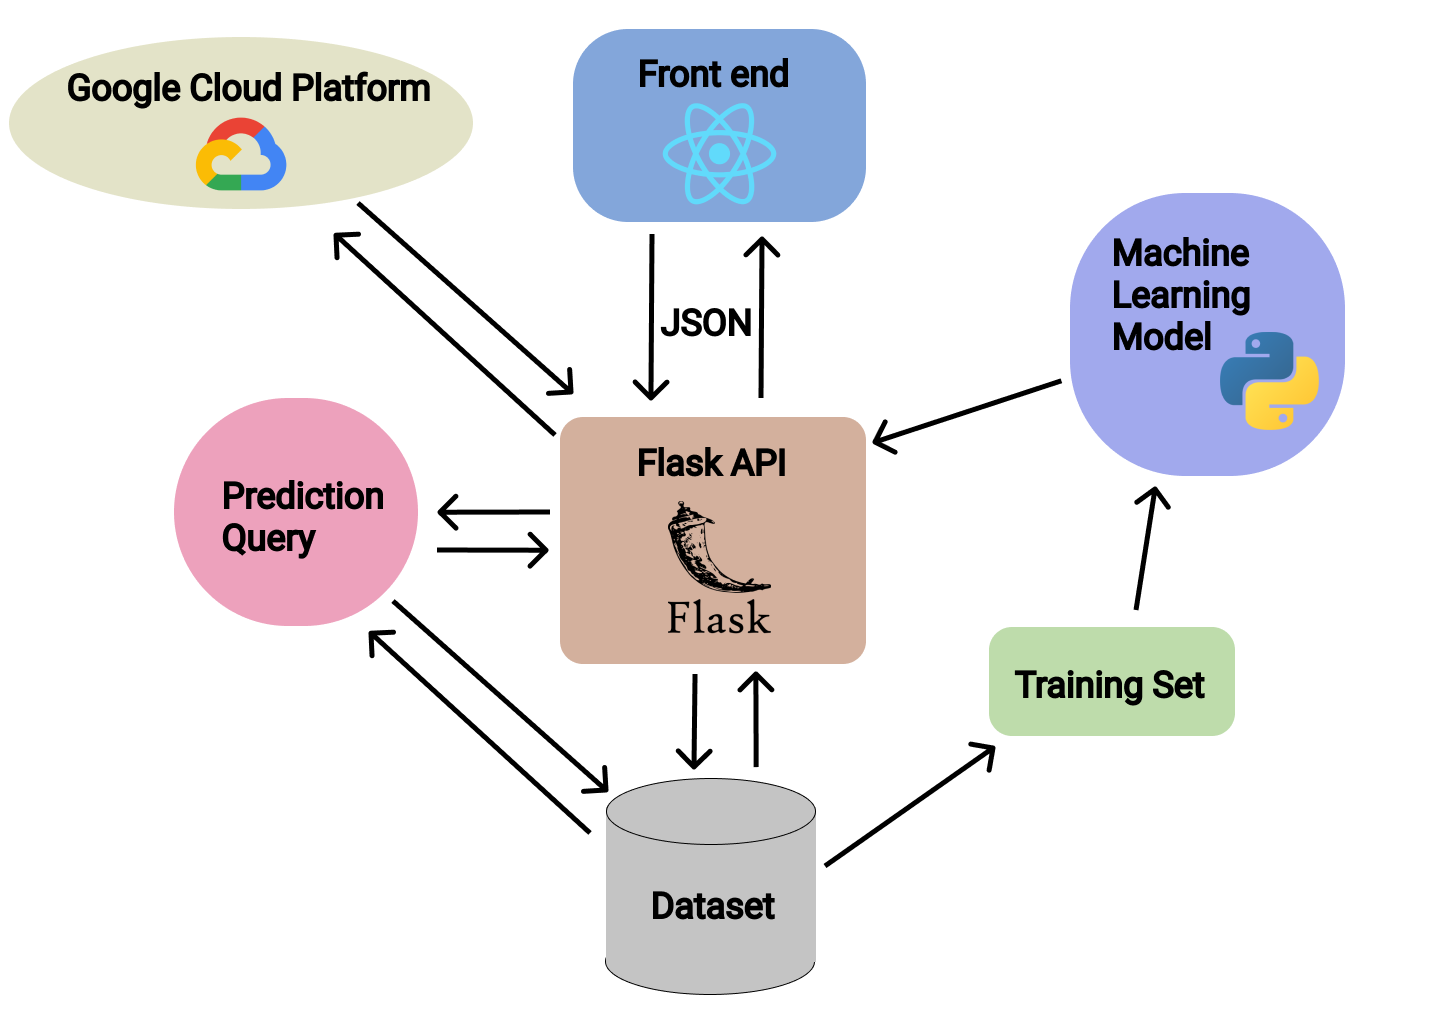 Google Cloud Platform
Front end
JSON
Machine
Learning
Model
Flask API
Flask
Prediction
Query
Training Set
Dataset